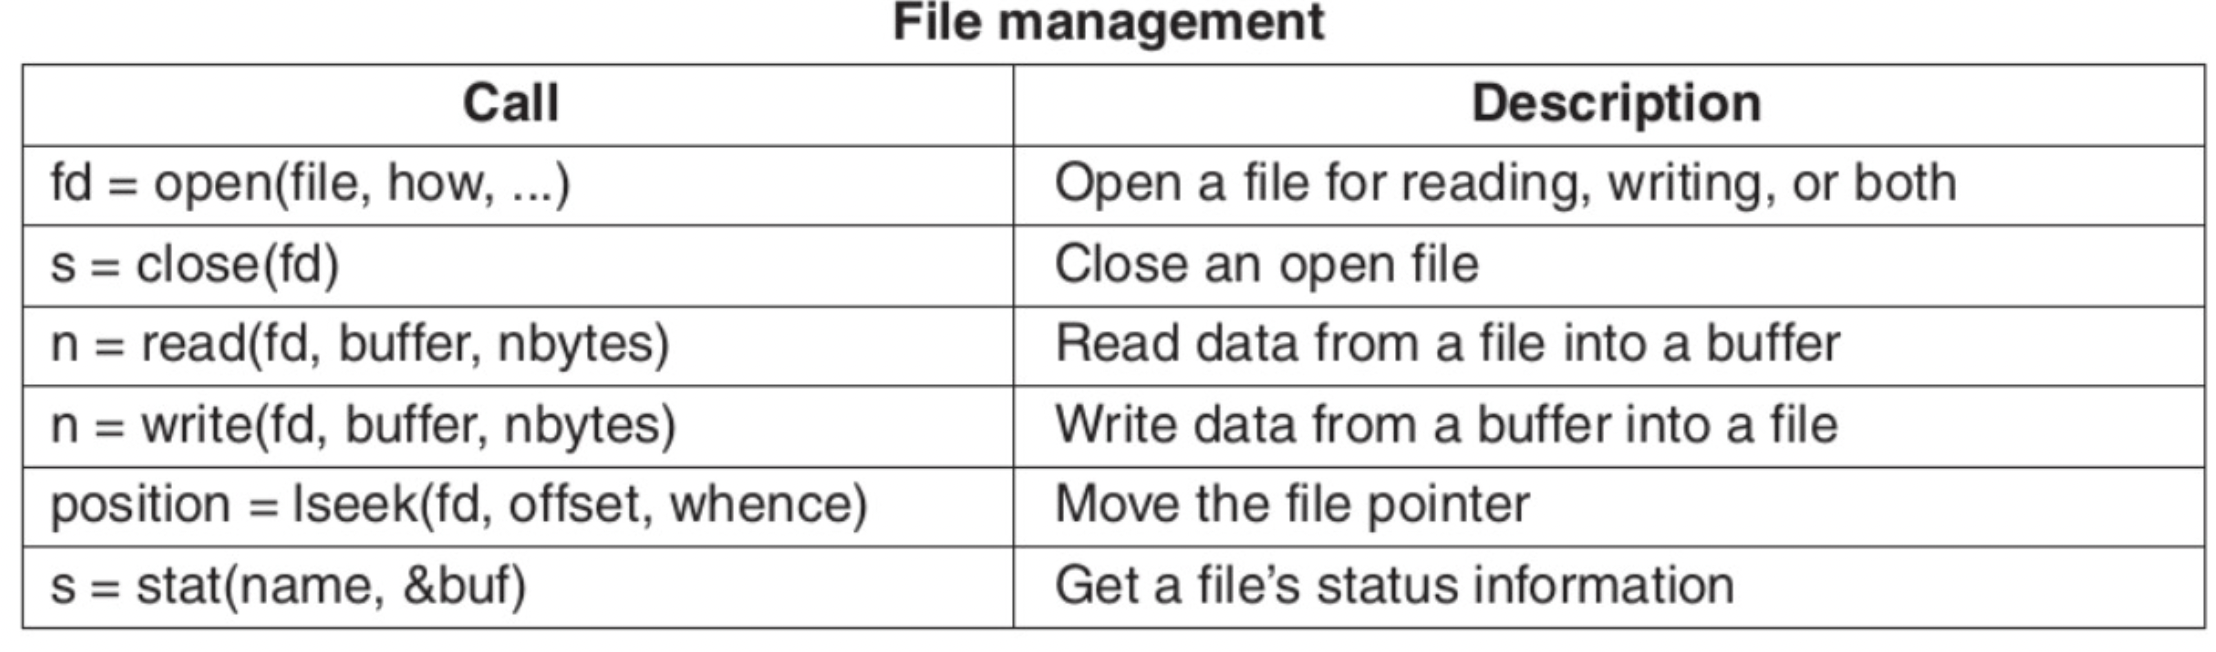 File management
Call Description
fd = open(file, how, ...) Open a file for reading, writing, or both
s = close(fd) Close an open file
n = read(fd, buffer, nbytes) Read data from a file into a buffer
n = write(fd, buffer, nbytes) Write data from a buffer into a file
position = lseek(fd, offset, whence) Move the file pointer
s = stat(name, &buf) Get a file’s status information